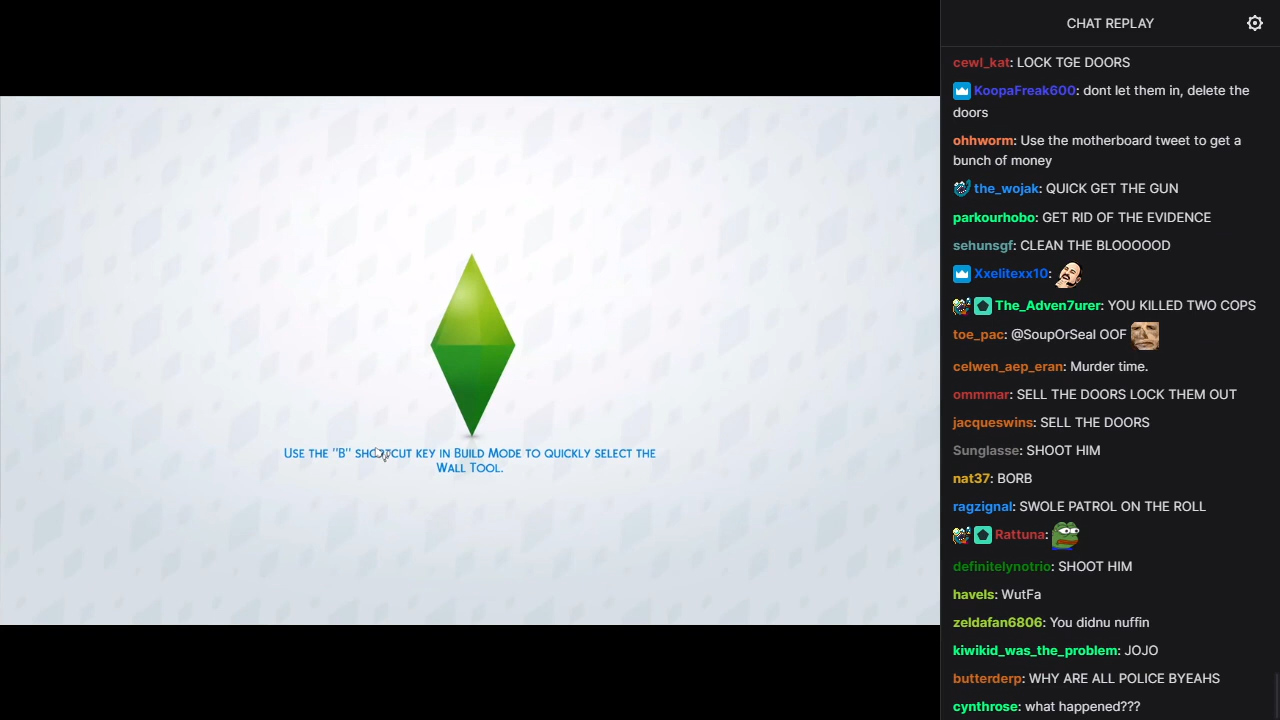 CHAT REPLAY
cewl_kat: LOCK TGE DOORS
KoopaFreak600: dont let them in, delete the
doors
ohhworm: Use the motherboard tweet to get a
bunch of money
the_wojak: QUICK GET THE GUN
parkourhobo: GET RID OF THE EVIDENCE
sehunsgf: CLEAN THE BLOOOOOD
Xxelitexx10:
The_Adven7urer: YOU KILLED TWO COPS
toe_pac: @SoupOrSeal OOF
celwen_aep_eran: Murder time.
ommmar: SELL THE DOORS LOCK THEM OUT
jacqueswins: SELL THE DOORS
Sunglasse: SHOOT HIM
nat37: BORB
ragzignal: SWOLE PATROL ON THE ROLL
Rattuna:
definitelynotrio: SHOOT HIM
havels: WutFa
zeldafan6806: You didnu nuffin
kiwikid_was_the_problem: JOJO
butterderp: WHY ARE ALL POLICE BYEAHS
cynthrose: what happened???
USE THE "B" SHORTCUT KEY IN BUILD MODE TO QUICKLY SELECT THE
WALL TOOL.